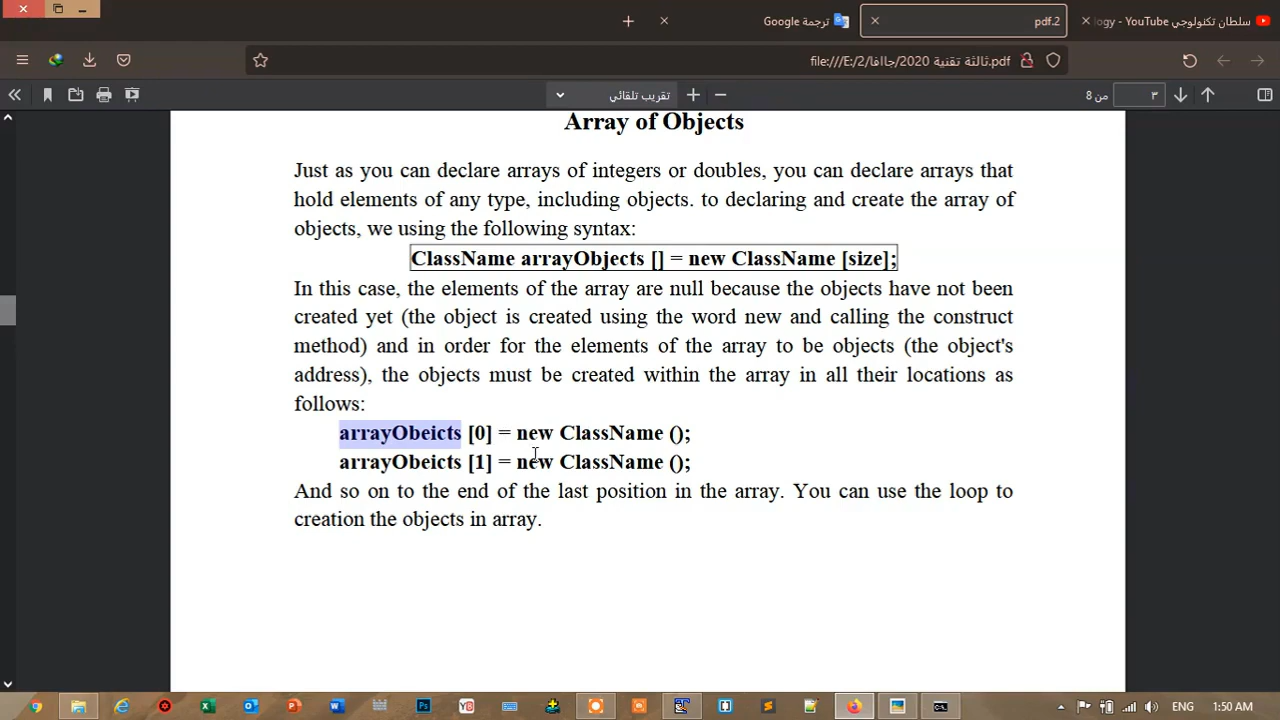 ترجمة Google
pdf.2
سلطان تكنولوجي - YouTube logy
file:///E:/2/جاافا/2020 ثالثة تقنية.pdf
تقريب تلقائي
من 8
٣
Array of Objects
Just as you can declare arrays of integers or doubles, you can declare arrays that
hold elements of any type, including objects. to declaring and create the array of
objects, we using the following syntax:
ClassName arrayObjects [] = new ClassName [size];
In this case, the elements of the array are null because the objects have not been
created yet (the object is created using the word new and calling the construct
method) and in order for the elements of the array to be objects (the object's
address), the objects must be created within the array in all their locations as
follows:
arrayObeicts [0] = new ClassName ();
arrayObeicts [1] = new ClassName ();
And so on to the end of the last position in the array. You can use the loop to
creation the objects in array.
ENG
1:50 AM